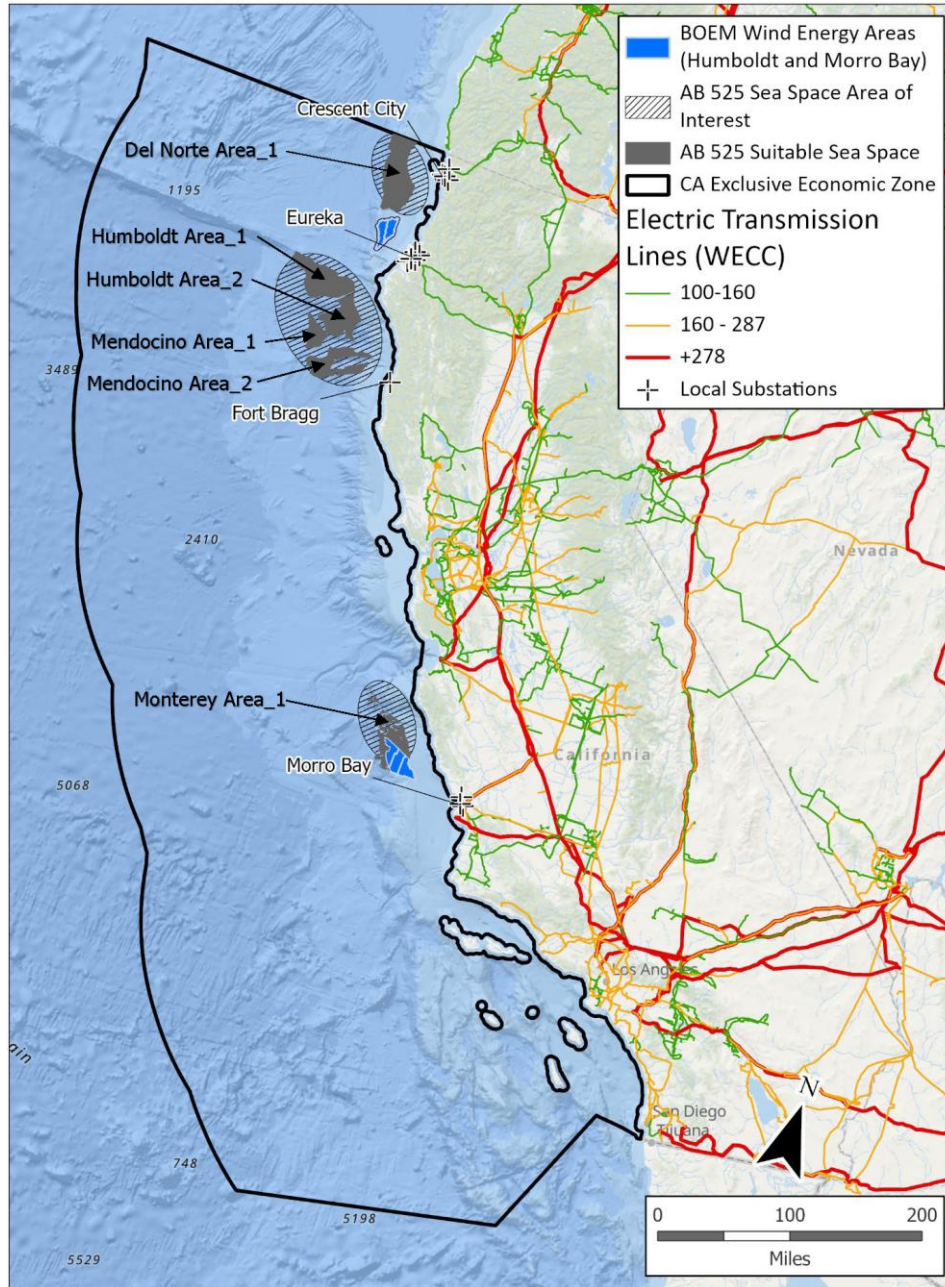 BOEM Wind Energy Areas
(Humboldt and Morro Bay)
AB 525 Sea Space Area of
Interest
AB 525 Suitable Sea Space
CA Exclusive Economic Zone
Electric Transmission
Lines (WECC)
100-160
160 - 287
+278
Local Substations
Crescent City
Del Norte Area_1
1195
Eureka
Humboldt Area_1
Humboldt Area_2
Mendocino Area_1
3489
Mendocino Area_2
Fort Bragg
2410
Nevada
Monterey Area_1
California
Morro Bay
5068
Los Angeles
ain
N
San Diego
Tijuana
748
5198
5529
0 100 200
Miles